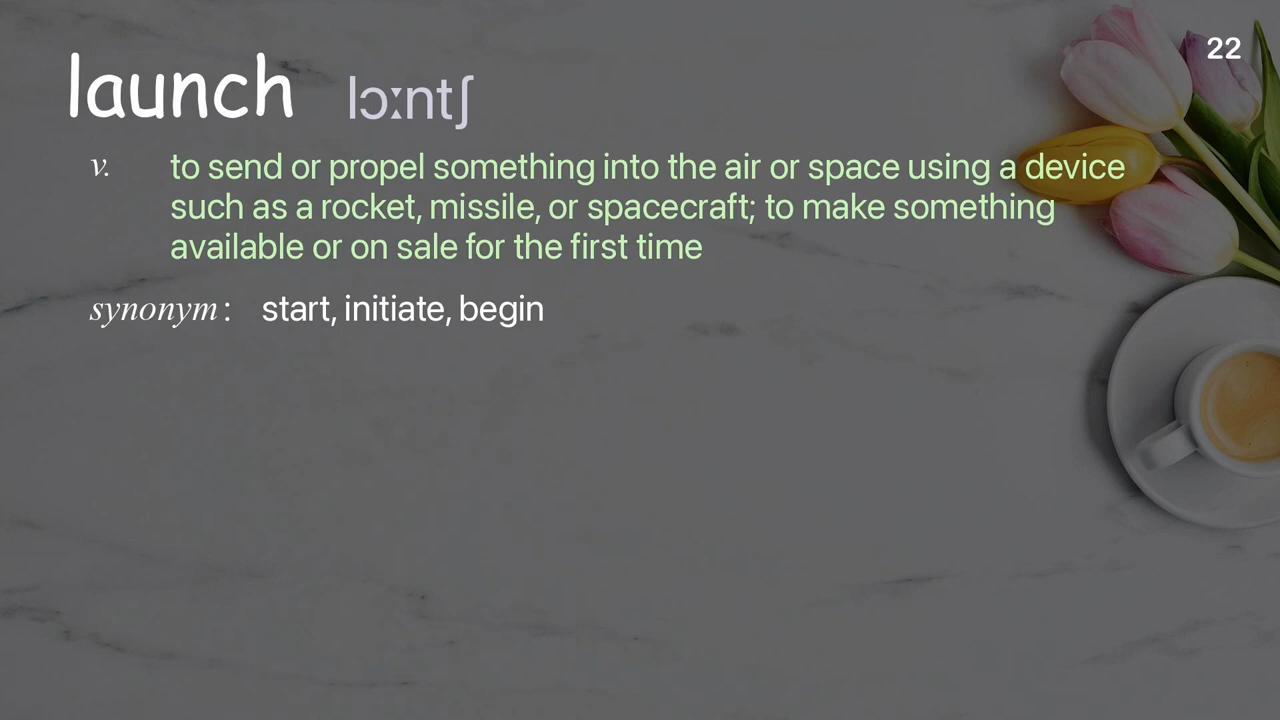 22
launch lɔːntʃ
v. to send or propel something into the air or space using a device
such as a rocket, missile, or spacecraft; to make something
available or on sale for the first time
synonym: start, initiate, begin